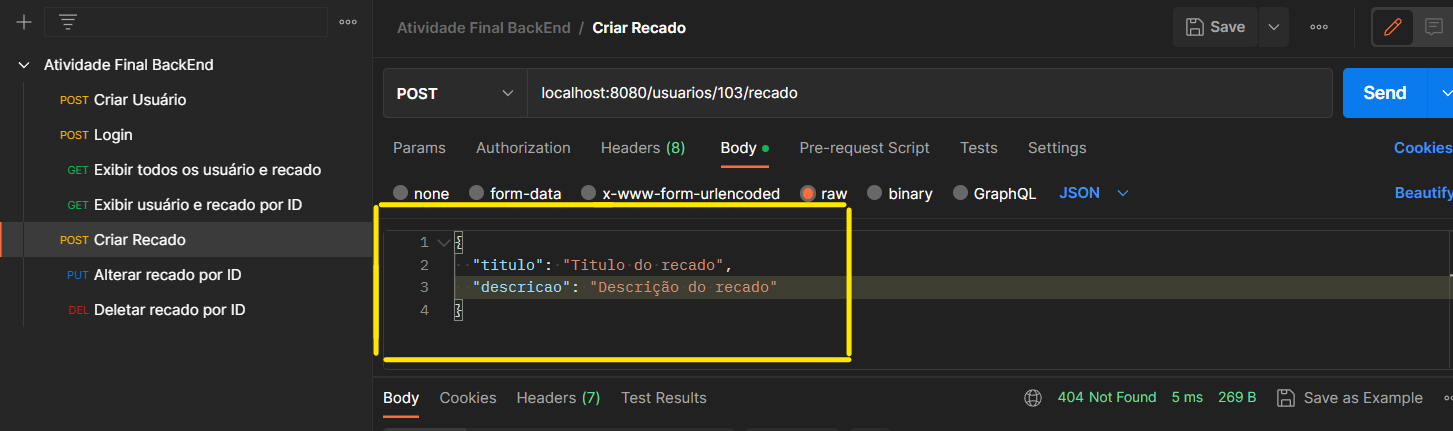 Atividade Final BackEnd / Criar Recado
Save
Atividade Final BackEnd
POST Criar Usuário
POST Login
GET Exibir todos os usuário e recado
GET Exibir usuário e recado por ID
POST Criar Recado
PUT Alterar recado por ID
DEL Deletar recado por ID
POST localhost:8080/usuarios/103/recado Send
Params Authorization Headers (8) Body Pre-request Script Tests Settings Cookies
none form-data x-www-form-urlencoded raw binary GraphQL JSON Beautify
1 {
2 "titulo": "Titulo do recado",
3 "descricao": "Descrição do recado"
4 }
Body Cookies Headers (7) Test Results 404 Not Found 5 ms 269 B Save as Example